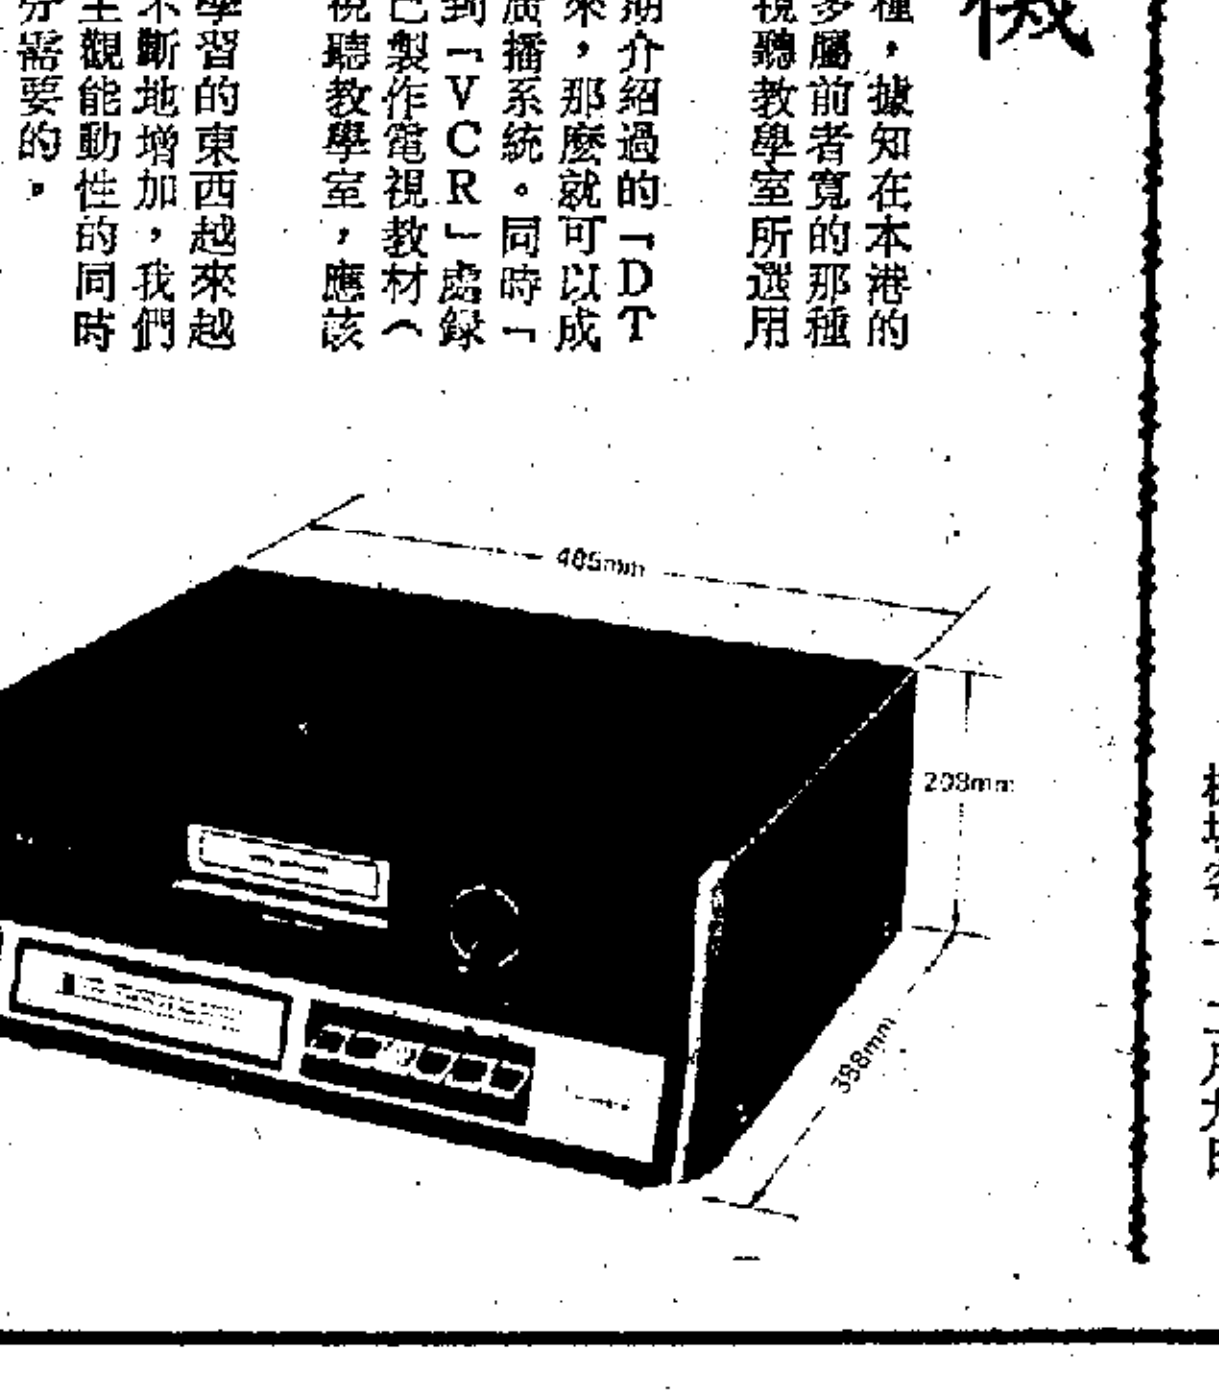 機
種，據知在本港的
多屬前者寬的那種
視聽教學室所選用
期介紹過的「DT
來，那麼就可以成
廣播系統。同時「
到「VCR」處録
已製作電視教材（
視聽教學室，應該
學習的東西越來越
不斷地增加，我們
主觀能動性的同時
分需要的。
485mm
208mm
398mm